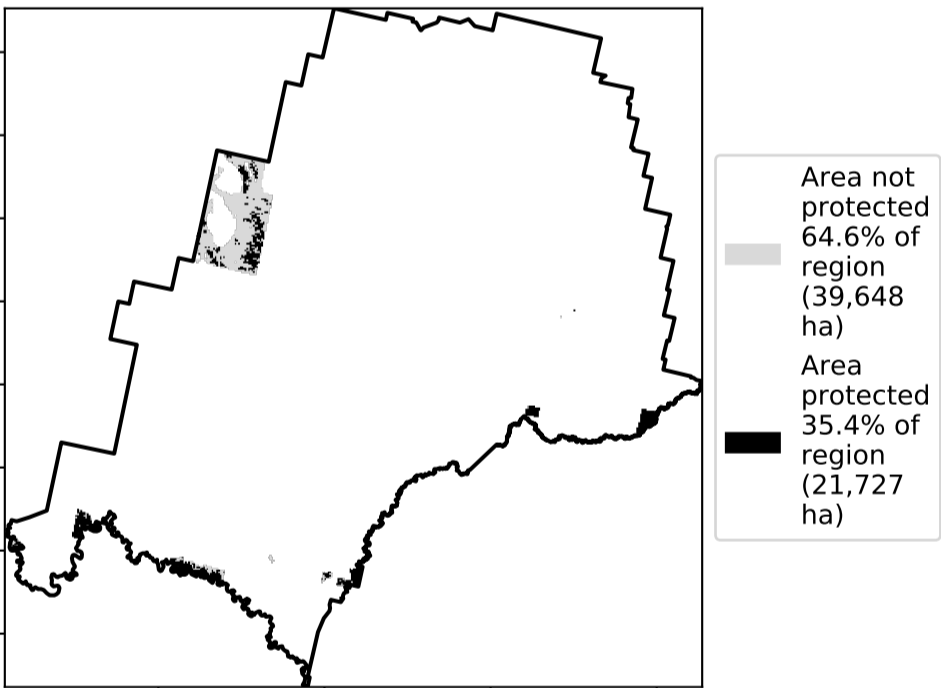 Area not
protected
64.6% of
region
(39,648
ha)
Area
protected
35.4% of
region
(21,727
ha)